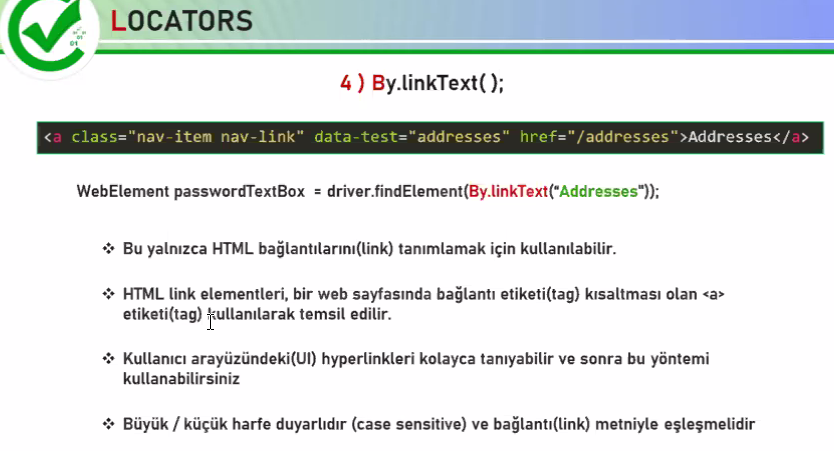 LOCATORS
4 ) By.linkText( );
<a class="nav-item nav-link" data-test="addresses" href="/addresses">Addresses</a>
WebElement passwordTextBox = driver.findElement(By.linkText(“Addresses"));
❖ Bu yalnızca HTML bağlantılarını(link) tanımlamak için kullanılabilir.
❖ HTML link elementleri, bir web sayfasında bağlantı etiketi(tag) kısaltması olan <a>
etiketi(tag) kullanılarak temsil edilir.
❖ Kullanıcı arayüzündeki(UI) hyperlinkleri kolayca tanıyabilir ve sonra bu yöntemi
kullanabilirsiniz
❖ Büyük / küçük harfe duyarlıdır (case sensitive) ve bağlantı(link) metniyle eşleşmelidir